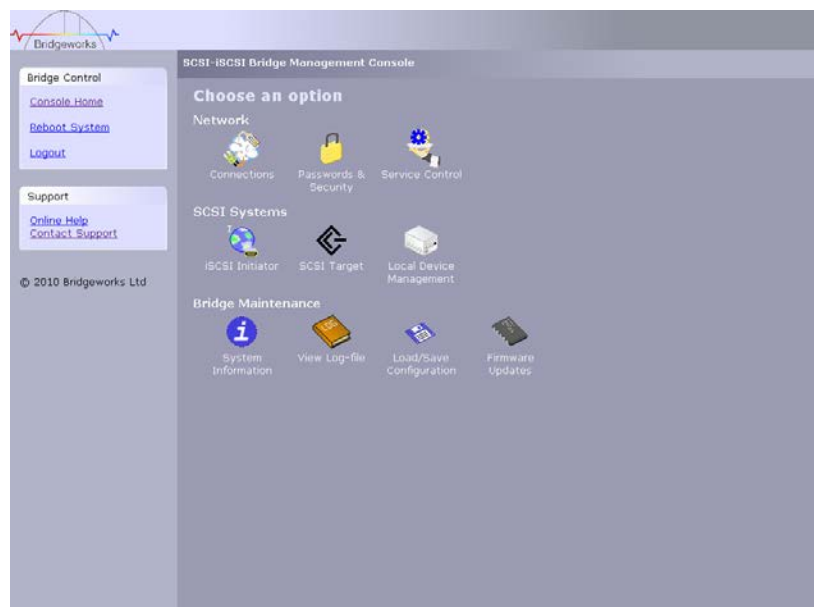 Bridgeworks
Bridge Control
Console Home
Reboot System
Logout
Support
Online Help
Contact Support
© 2010 Bridgeworks Ltd
SCSI-iSCSI Bridge Management Console
Choose an option
Network
Connections
Passwords &
Security
Service Control
SCSI Systems
iSCSI Initiator
SCSI Target
Local Device
Management
Bridge Maintenance
System
Information
View Log-file
Load/Save
Configuration
Firmware
Updates